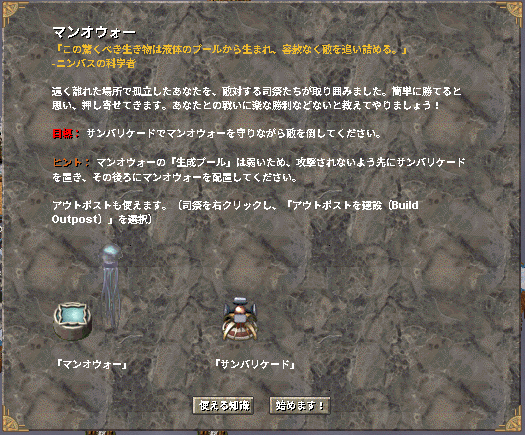 マンオウォー
『この驚くべき生き物は液体のプールから生まれ、容赦なく敵を追い詰める。』
-ニンバスの科学者
遠く離れた場所で孤立したあなたを、敵対する司祭たちが取り囲みました。簡単に勝てると
思い、押し寄せてきます。あなたとの戦いに楽な勝利などないと教えてやりましょう！
目標： サンバリケードでマンオウォーを守りながら敵を倒してください。
ヒント： マンオウォーの『生成プール』は弱いため、攻撃されないよう先にサンバリケード
を置き、その後ろにマンオウォーを配置してください。
アウトポストも使えます。（司祭を右クリックし、『アウトポストを建設（Build
Outpost）』を選択）
『マンオウォー』
『サンバリケード』
使える知識
始めます！